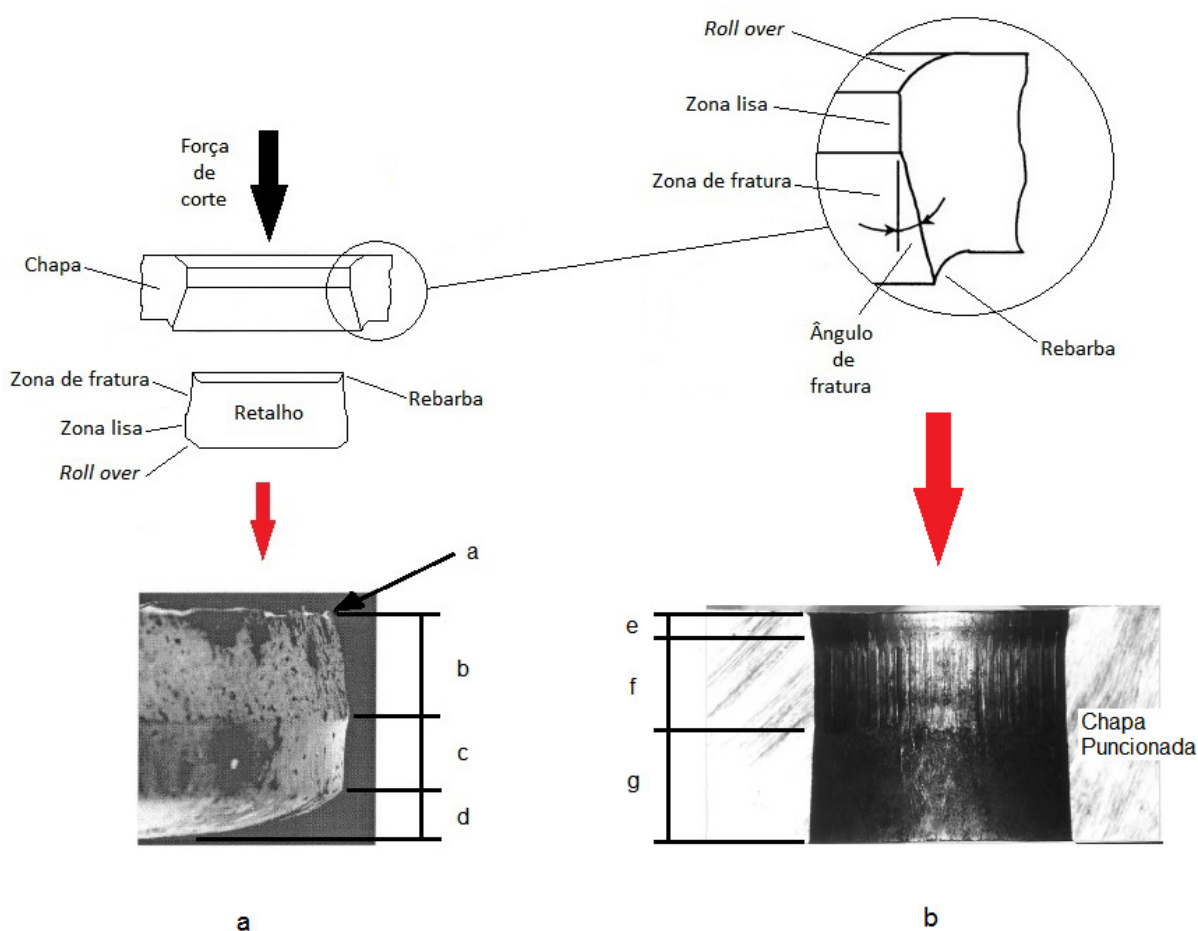 Roll over
Zona lisa
Zona de fratura
Ângulo
de
fratura
Rebarba
Força
de
corte
Chapa
Zona de fratura
Zona lisa
Roll over
Retalho
Rebarba
a
b
c
d
a
e
f
g
Chapa
Puncionada
b